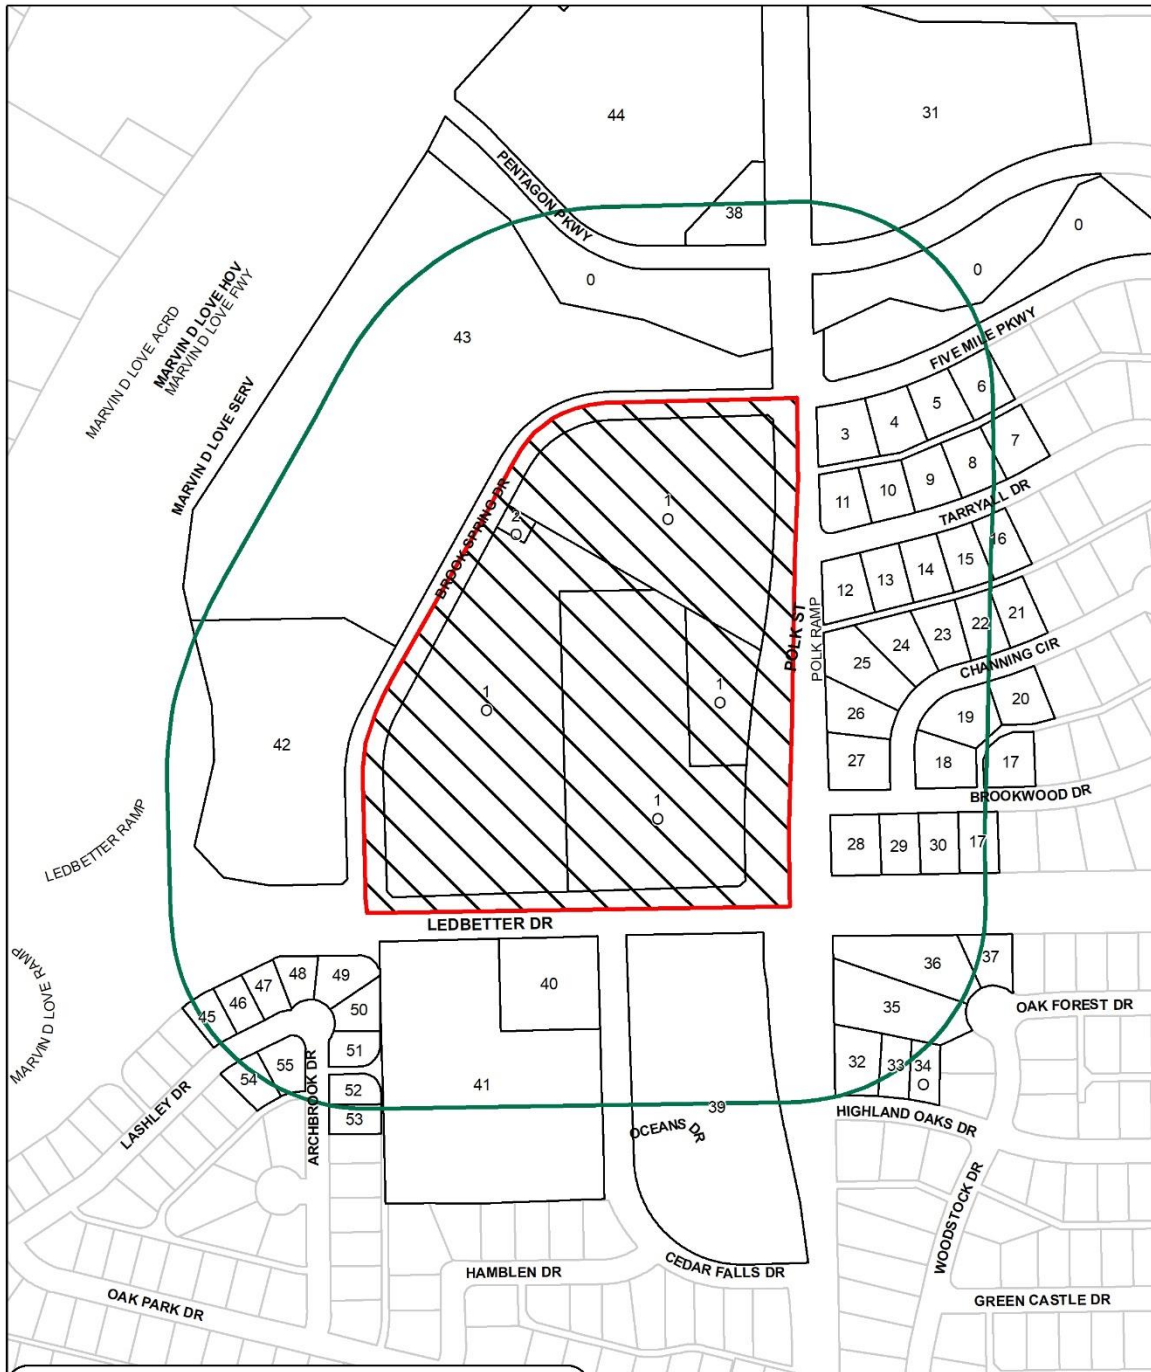 44
31
PENTAGON PKWY
38
0
0
0
MARVIN D LOVE ACRD
MARVIN D LOVE HOV
MARVIN D LOVE FWY
43
FIVE MILE PKWY
MARVIN D LOVE SERV
6
5
4
3
7
8
9
10
11
TARRYALL DR
BROOK SPRING DR
1
O
2
O
16
15
14
13
12
POLK ST
POLK RAMP
21
22
23
24
25
CHANNING CIR
1
O
1
O
20
19
26
42
27
18
17
BROOKWOOD DR
1
O
LEDBETTER RAMP
28
29
30
17
LEDBETTER DR
MARVIN D LOVE RAMP
36
37
49
48
47
46
45
40
50
35
OAK FOREST DR
51
55
54
32
33
34
O
41
52
53
39
LASHLEY DR
ARCHBROOK DR
OCEANS DR
HIGHLAND OAKS DR
WOODSTOCK DR
HAMBLEN DR
CEDAR FALLS DR
OAK PARK DR
GREEN CASTLE DR